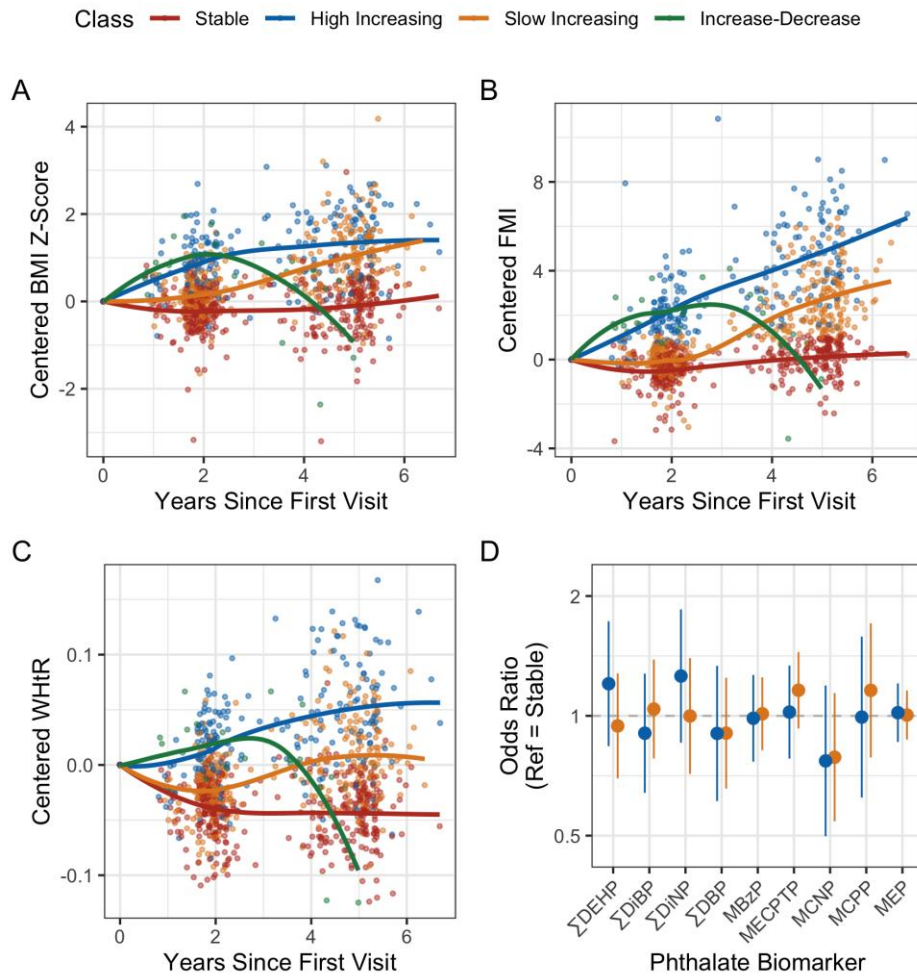 Class Stable High Increasing Slow Increasing Increase-Decrease
A
4
2
0
-2
Centered BMI Z-Score
0 2 4 6
Years Since First Visit
B
8
4
0
-4
Centered FMI
0 2 4 6
Years Since First Visit
C
0.1
0.0
-0.1
Centered WHtR
0 2 4 6
Years Since First Visit
D
2
1
0.5
Odds Ratio
(Ref = Stable)
ΣDEHP ΣDiBP ΣDiNP ΣDBP MBzP MECPTP MCNP MCPP MEP
Phthalate Biomarker